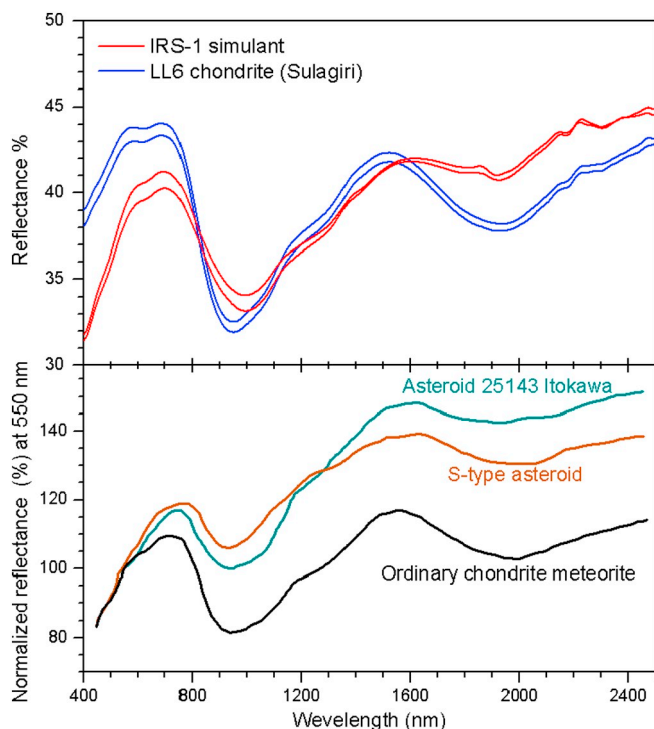 50
IRS-1 simulant
LL6 chondrite (Sulagiri)
45
40
35
30
Reflectance %
Asteroid 25143 Itokawa
140
S-type asteroid
120
100
Ordinary chondrite meteorite
80
Normalized reflectance (%) at 550 nm
400 800 1200 1600 2000 2400
Wavelength (nm)